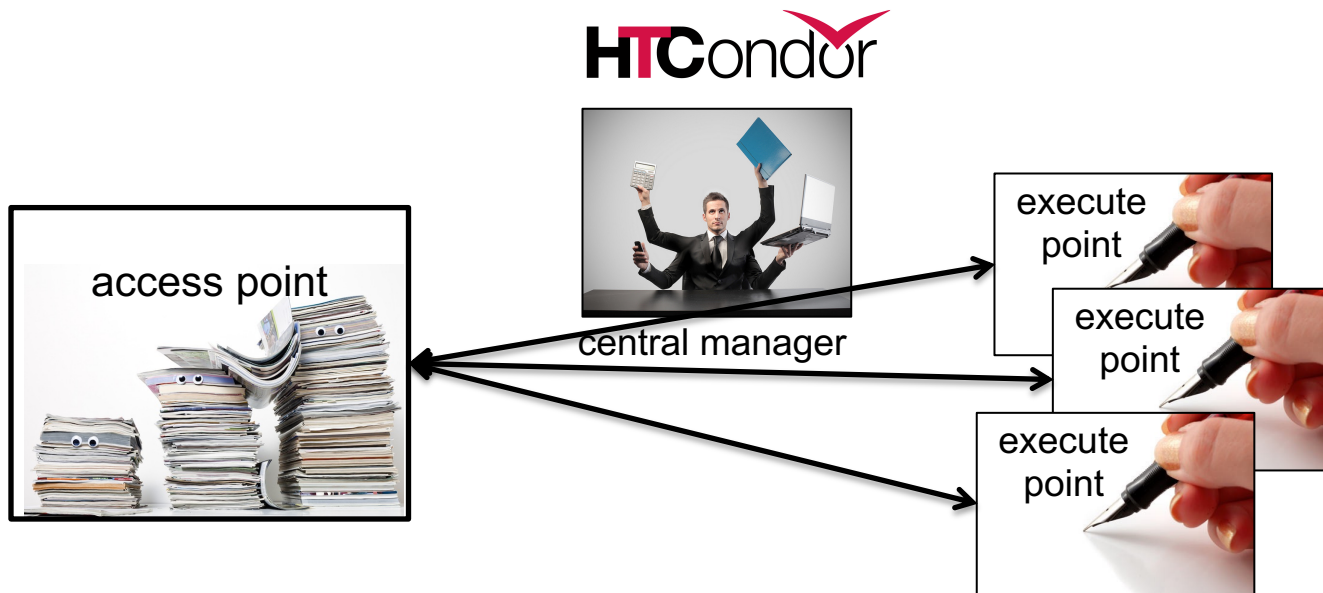 HTCondor
access point
central manager
execute
point
execute
point
execute
point